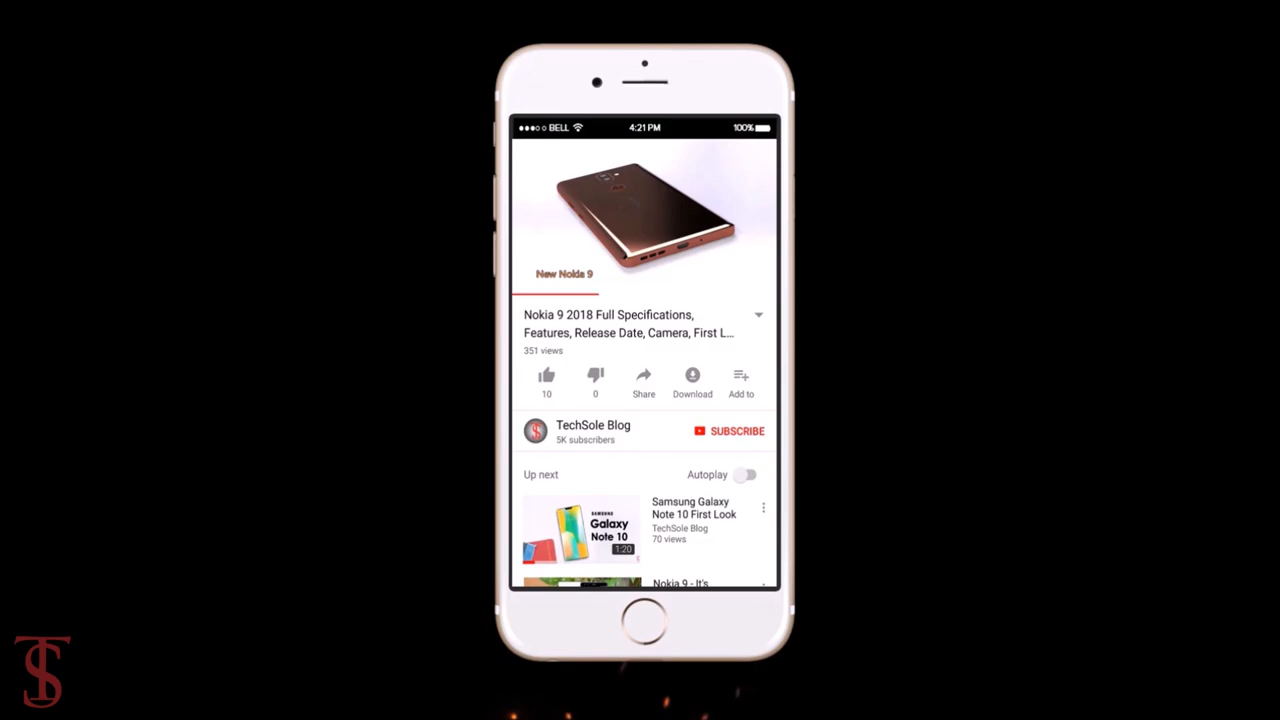 BELL
4:21 PM
100%
New Nokia 9
Nokia 9 2018 Full Specifications,
Features, Release Date, Camera, First L...
351 views
10
0
Share
Download
Add to
TechSole Blog
5K subscribers
SUBSCRIBE
Up next
Autoplay
SAMSUNG
Galaxy
Note 10
1:20
Samsung Galaxy
Note 10 First Look
TechSole Blog
70 views
Nokia 9 - It's
TS